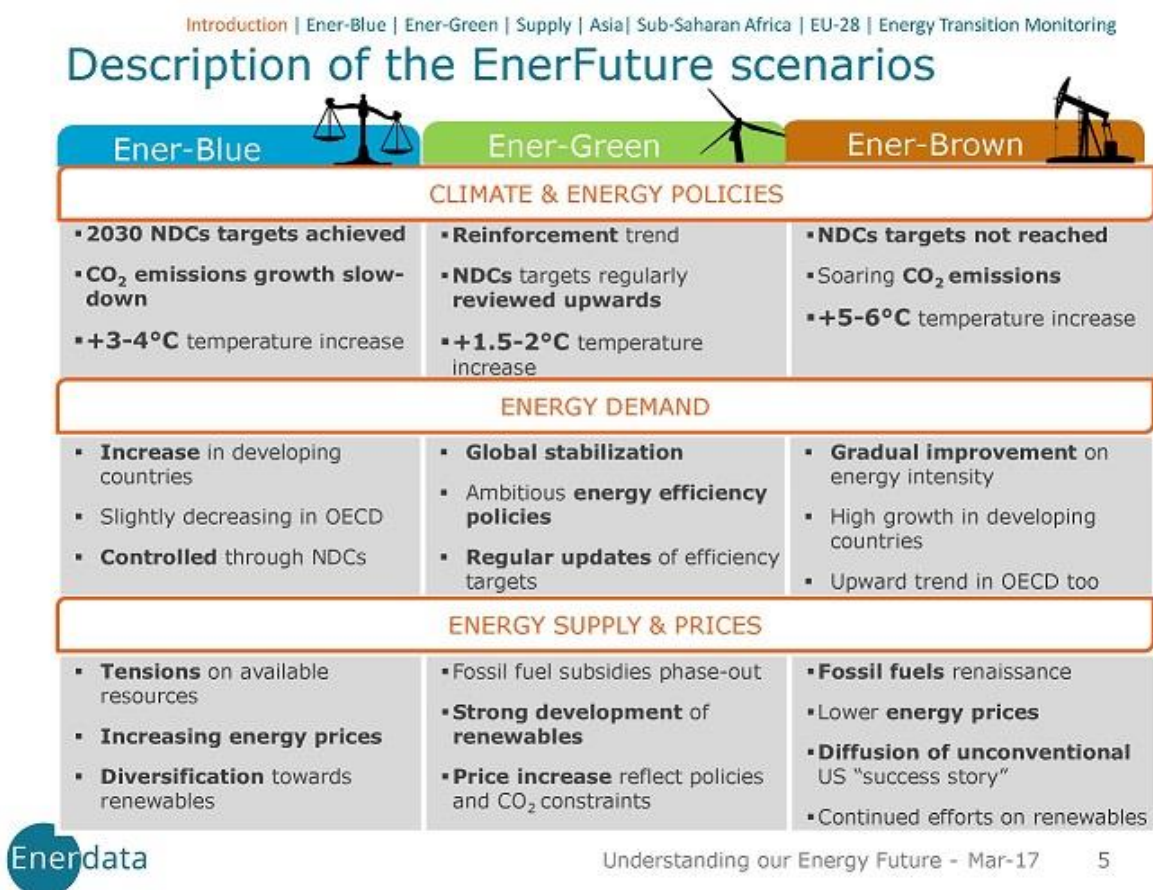 Introduction | Ener-Blue | Ener-Green | Supply | Asia| Sub-Saharan Africa | EU-28 | Energy Transition Monitoring
Description of the EnerFuture scenarios
Ener-Blue
Ener-Green
Ener-Brown
CLIMATE & ENERGY POLICIES
▪2030 NDCs targets achieved
▪CO₂ emissions growth slow-
down
▪+3-4°C temperature increase
▪Reinforcement trend
▪NDCs targets regularly
reviewed upwards
▪+1.5-2°C temperature
increase
▪NDCs targets not reached
▪Soaring CO₂ emissions
▪+5-6°C temperature increase
ENERGY DEMAND
▪ Increase in developing
countries
▪ Slightly decreasing in OECD
▪ Controlled through NDCs
▪ Global stabilization
▪ Ambitious energy efficiency
policies
▪ Regular updates of efficiency
targets
▪ Gradual improvement on
energy intensity
▪ High growth in developing
countries
▪ Upward trend in OECD too
ENERGY SUPPLY & PRICES
▪ Tensions on available
resources
▪ Increasing energy prices
▪ Diversification towards
renewables
▪Fossil fuel subsidies phase-out
▪Strong development of
renewables
▪Price increase reflect policies
and CO₂ constraints
▪Fossil fuels renaissance
▪Lower energy prices
▪Diffusion of unconventional
US “success story”
▪Continued efforts on renewables
Enerdata
Understanding our Energy Future - Mar-17 5